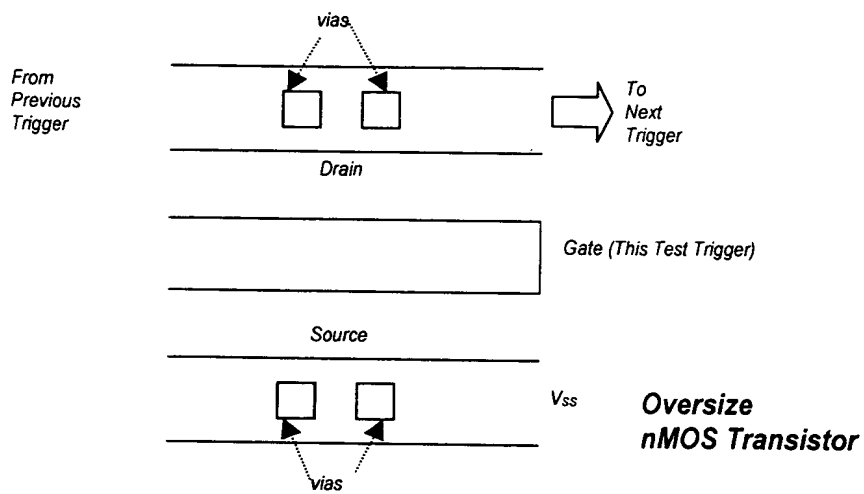 vias
From
Previous
Trigger
To
Next
Trigger
Drain
Gate (This Test Trigger)
Source
Vss
Oversize
nMOS Transistor
vias